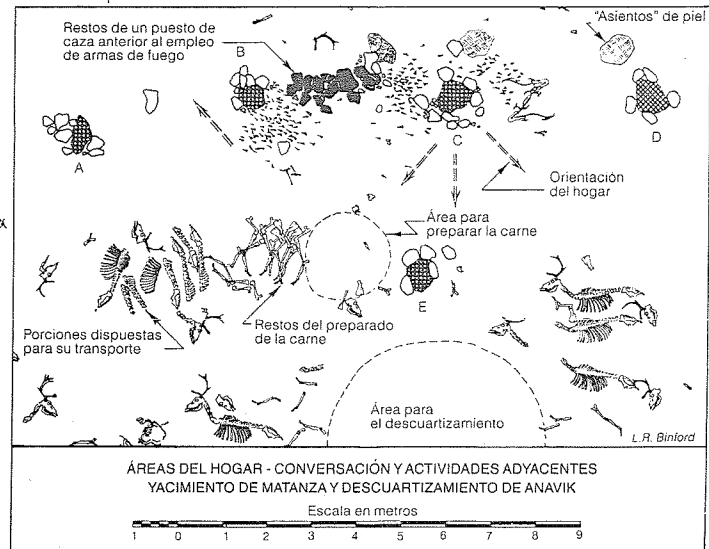 Restos de un puesto de
caza anterior al empleo
de armas de fuego
"Asientos" de piel
B
A
C
D
Orientación
del hogar
Área para
preparar la carne
E
Porciones dispuestas
para su transporte
Restos del preparado
de la carne
Área para
el descuartizamiento
L.R. Binford
ÁREAS DEL HOGAR - CONVERSACIÓN Y ACTIVIDADES ADYACENTES
YACIMIENTO DE MATANZA Y DESCUARTIZAMIENTO DE ANAVIK
Escala en metros
1 0 1 2 3 4 5 6 7 8 9